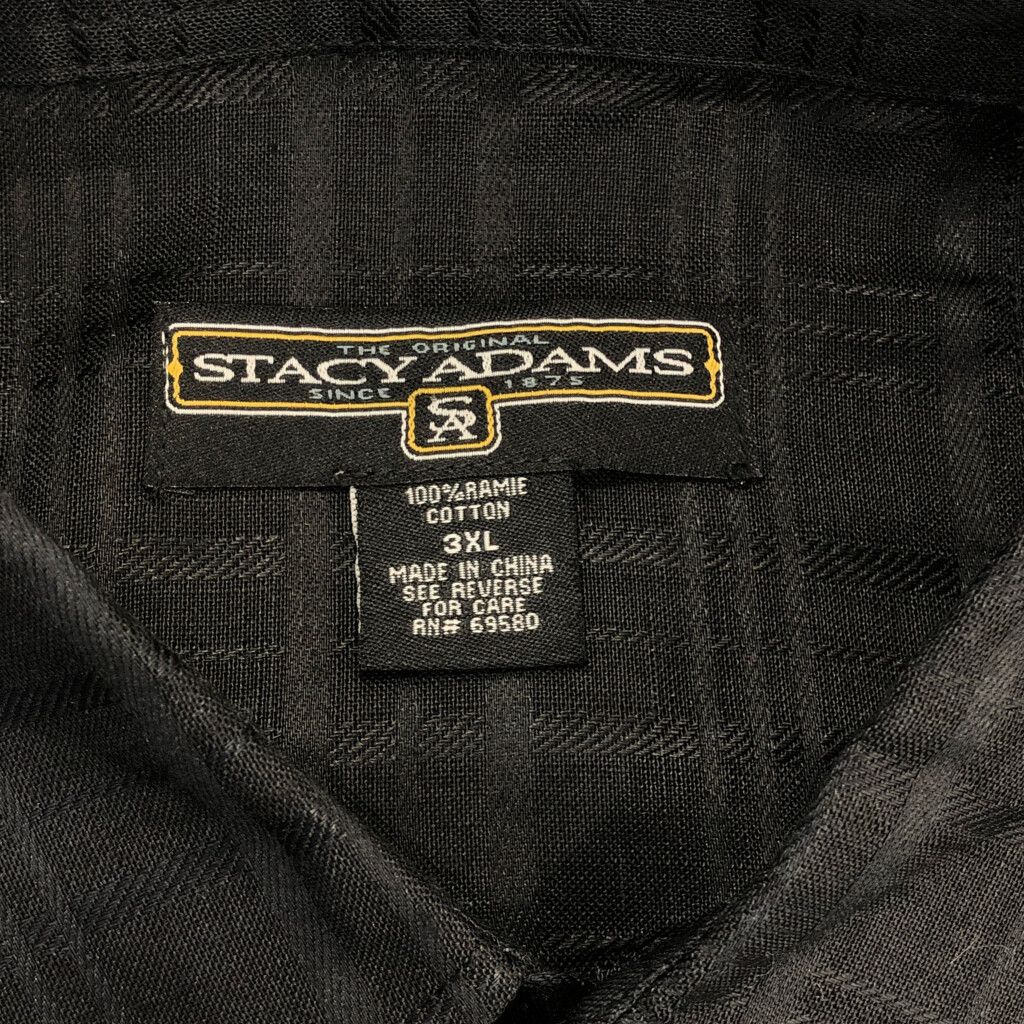 THE ORIGINAL
STACY ADAMS
SINCE 1875
SA
100%RAMIE
COTTON
3XL
MADE IN CHINA
SEE REVERSE
FOR CARE
RN# 69580